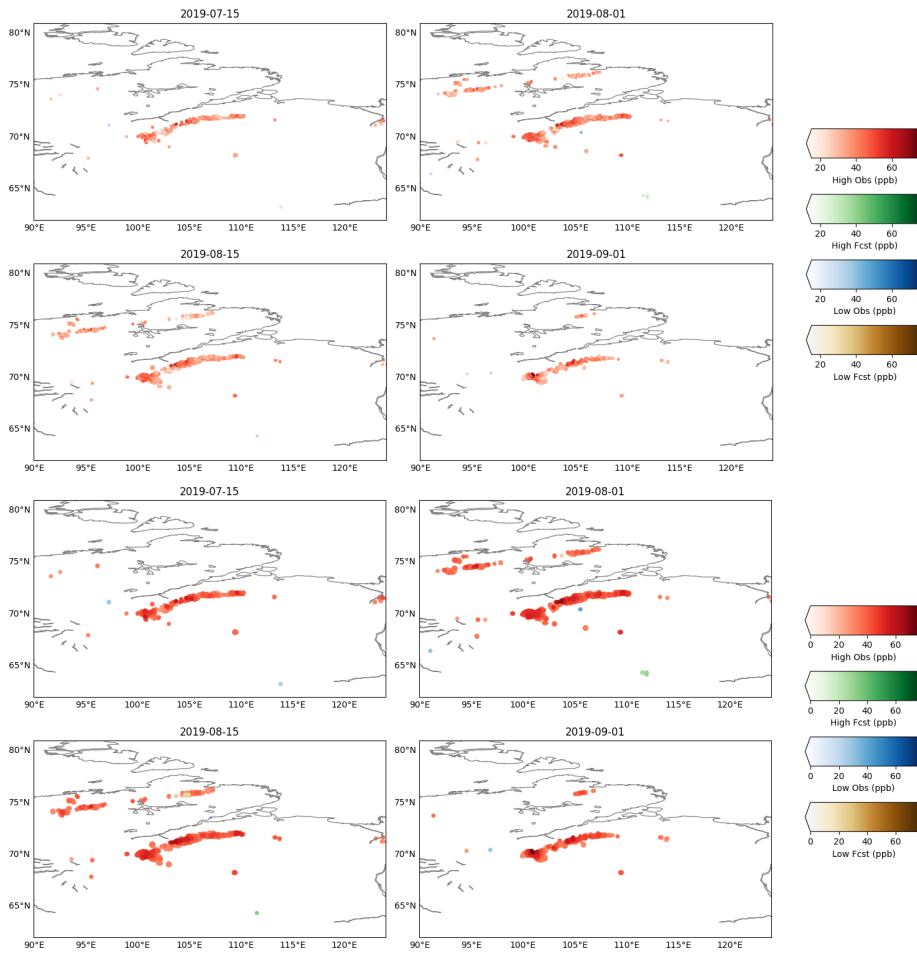 2019-07-15
2019-08-01
80°N
75°N
70°N
65°N
90°E 95°E 100°E 105°E 110°E 115°E 120°E
80°N
75°N
70°N
65°N
90°E 95°E 100°E 105°E 110°E 115°E 120°E
2019-08-15
2019-09-01
80°N
75°N
70°N
65°N
90°E 95°E 100°E 105°E 110°E 115°E 120°E
80°N
75°N
70°N
65°N
90°E 95°E 100°E 105°E 110°E 115°E 120°E
20 40 60
High Obs (ppb)
20 40 60
High Fcst (ppb)
20 40 60
Low Obs (ppb)
20 40 60
Low Fcst (ppb)
2019-07-15
2019-08-01
80°N
75°N
70°N
65°N
90°E 95°E 100°E 105°E 110°E 115°E 120°E
80°N
75°N
70°N
65°N
90°E 95°E 100°E 105°E 110°E 115°E 120°E
2019-08-15
2019-09-01
80°N
75°N
70°N
65°N
90°E 95°E 100°E 105°E 110°E 115°E 120°E
80°N
75°N
70°N
65°N
90°E 95°E 100°E 105°E 110°E 115°E 120°E
0 20 40 60
High Obs (ppb)
0 20 40 60
High Fcst (ppb)
0 20 40 60
Low Obs (ppb)
0 20 40 60
Low Fcst (ppb)